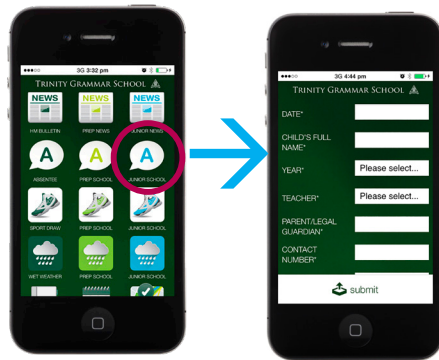 3G 3:32 pm
TRINITY GRAMMAR SCHOOL
NEWS NEWS NEWS
HM BULLETIN PREP NEWS JUNIOR NEWS
A A A
ABSENTEE PREP SCHOOL JUNIOR SCHOOL
SPORT DRAW PREP SCHOOL JUNIOR SCHOOL
WET WEATHER PREP SCHOOL JUNIOR SCHOOL
3G 4:44 pm
TRINITY GRAMMAR SCHOOL
DATE*
CHILD'S FULL
NAME*
YEAR* Please select...
TEACHER* Please select...
PARENT/LEGAL
GUARDIAN*
CONTACT
NUMBER*
submit